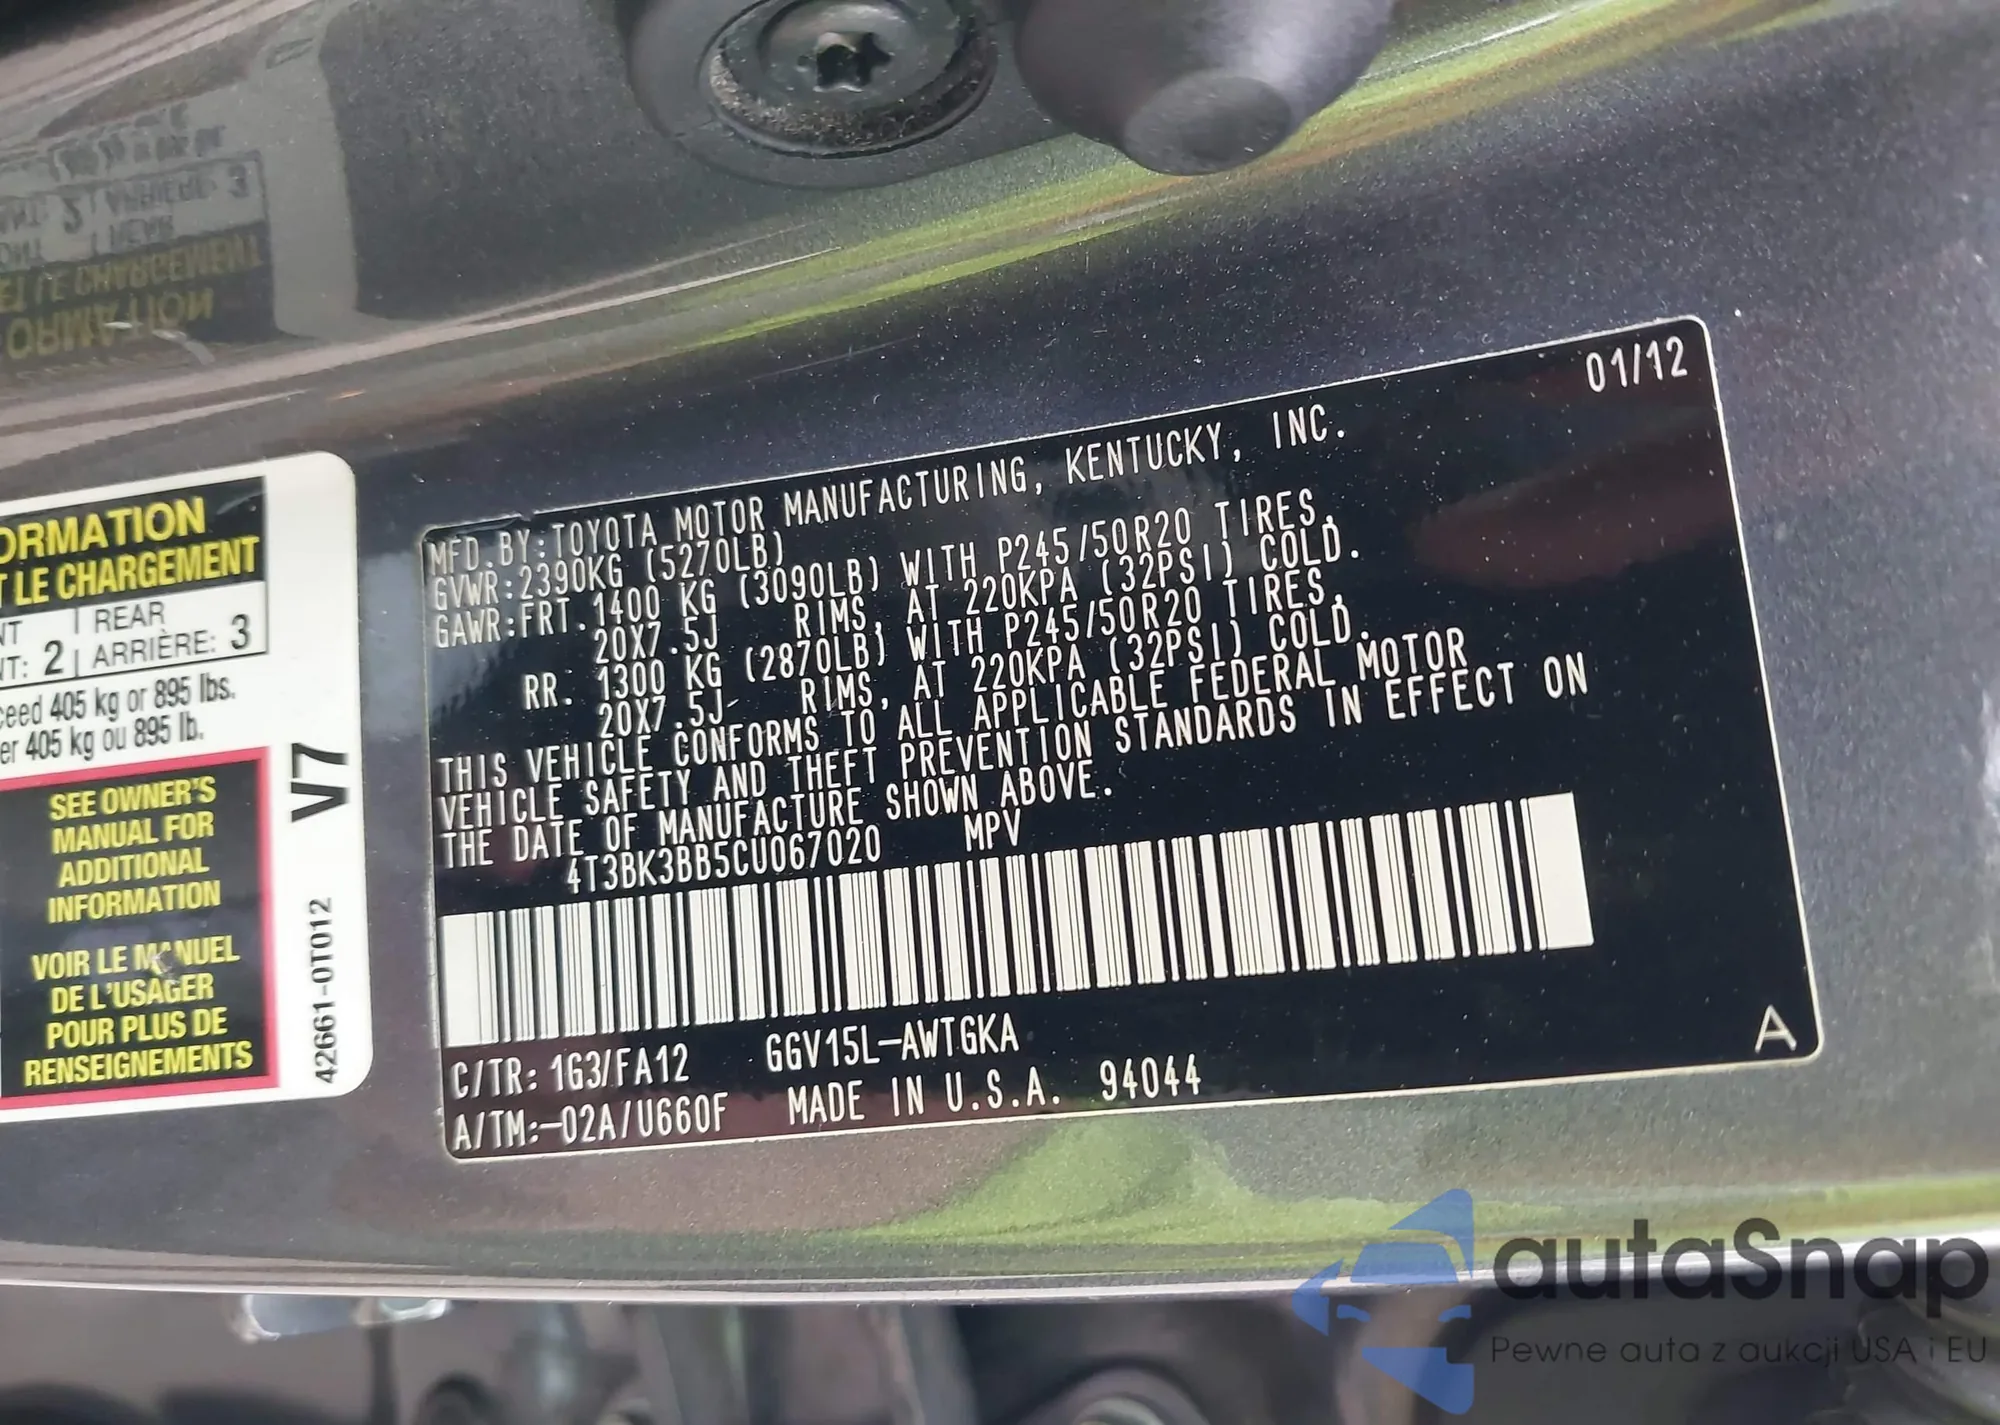 01/12
MFD.BY:TOYOTA MOTOR MANUFACTURING, KENTUCKY, INC.
GVWR:2390KG (5270LB)
GAWR:FRT.1400 KG (3090LB) WITH P245/50R20 TIRES,
20X7.5J RIMS, AT 220KPA (32PSI) COLD.
RR. 1300 KG (2870LB) WITH P245/50R20 TIRES,
20X7.5J RIMS, AT 220KPA (32PSI) COLD.
THIS VEHICLE CONFORMS TO ALL APPLICABLE FEDERAL MOTOR
VEHICLE SAFETY AND THEFT PREVENTION STANDARDS IN EFFECT ON
THE DATE OF MANUFACTURE SHOWN ABOVE.
4T3BK3BB5CU067020 MPV
C/TR: 1G3/FA12 GGV15L-AWTGKA
A/TM:-02A/U660F MADE IN U.S.A. 94044
A
ORMATION
T LE CHARGEMENT
NT REAR
NT: 2 ARRIÈRE: 3
ceed 405 kg or 895 lbs.
er 405 kg ou 895 lb.
SEE OWNER'S
MANUAL FOR
ADDITIONAL
INFORMATION
VOIR LE MANUEL
DE L'USAGER
POUR PLUS DE
RENSEIGNEMENTS
V7
42661-0T012
autaSnap
Pewne auta z aukcji USA i EU